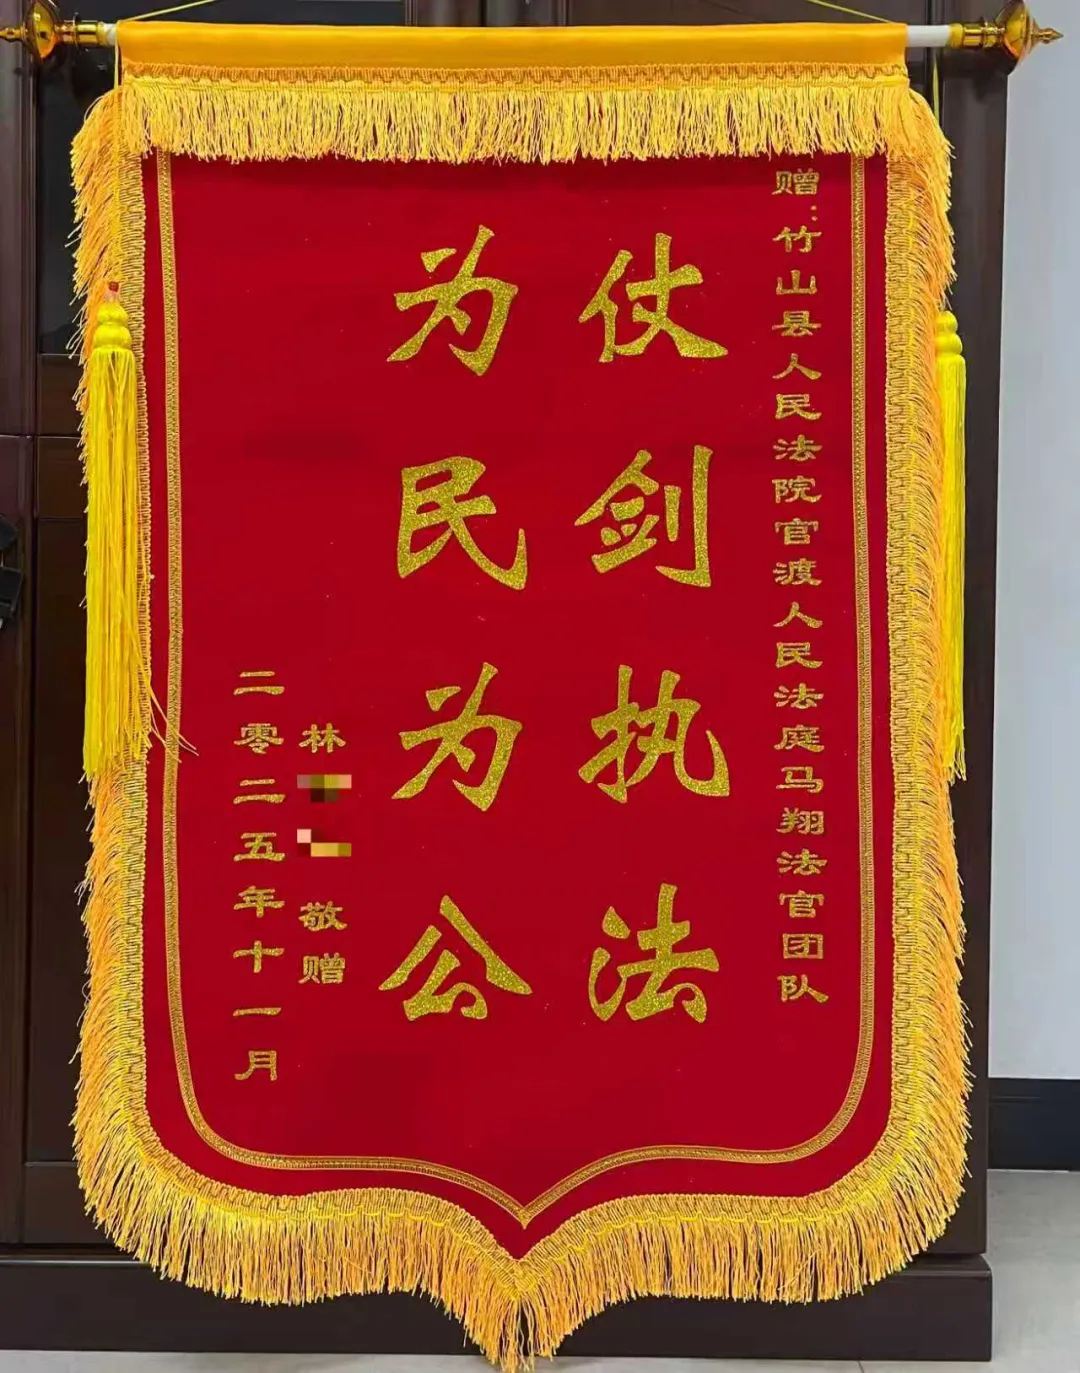 赠:竹山县人民法院官渡人民法庭马翔法官团队
仗剑执法
为民为公
林
敬赠
二零二五年十一月